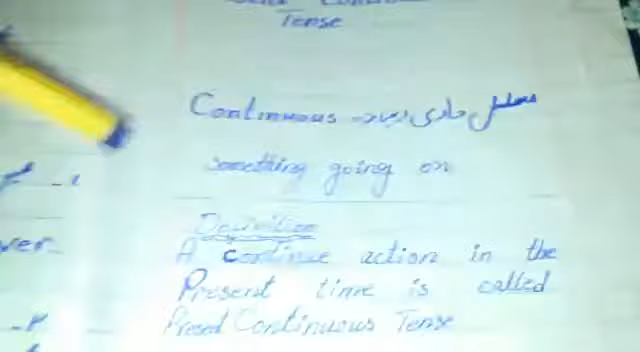 Tense
Continuous مسلسل جاری رہنا۔
something going on
Definition
A continue action in the
Present time is called
Present Continuous Tense